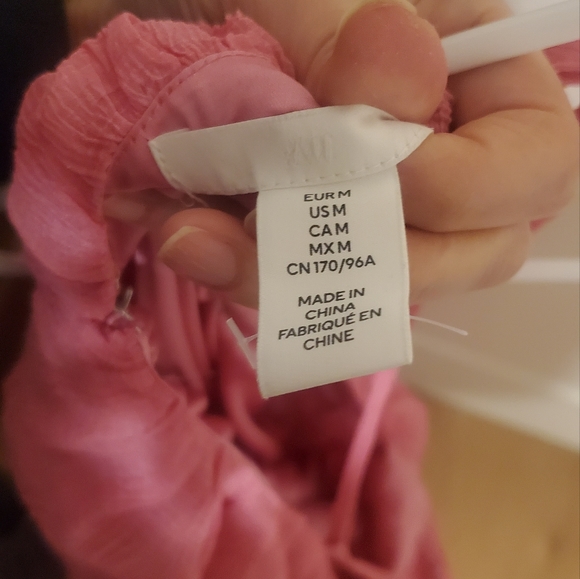 EUR M
US M
CA M
MX M
CN 170/96A
MADE IN
CHINA
FABRIQUÉ EN
CHINE